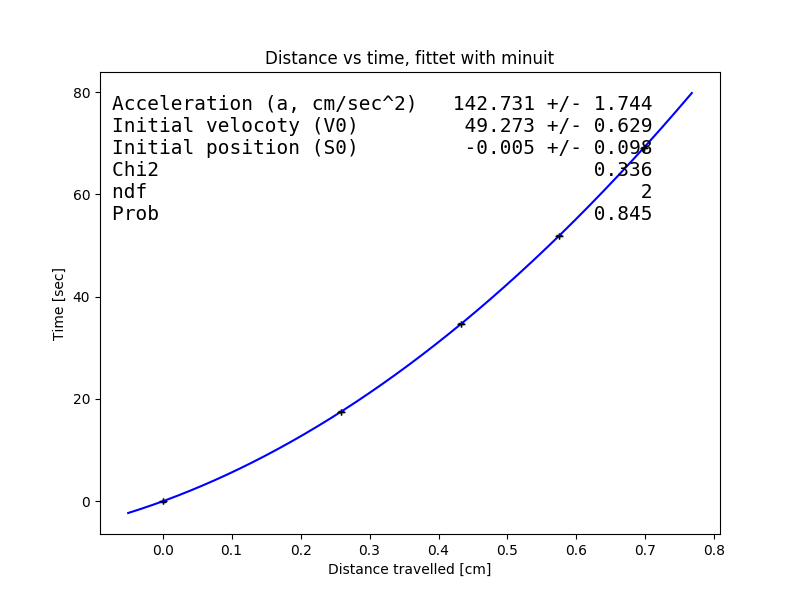 Distance vs time, fittet with minuit
80
Acceleration (a, cm/sec^2) 142.731 +/- 1.744
Initial velocoty (V0) 49.273 +/- 0.629
Initial position (S0) -0.005 +/- 0.098
Chi2 0.336
ndf 2
Prob 0.845
60
40
20
0
Time [sec]
0.0 0.1 0.2 0.3 0.4 0.5 0.6 0.7 0.8
Distance travelled [cm]